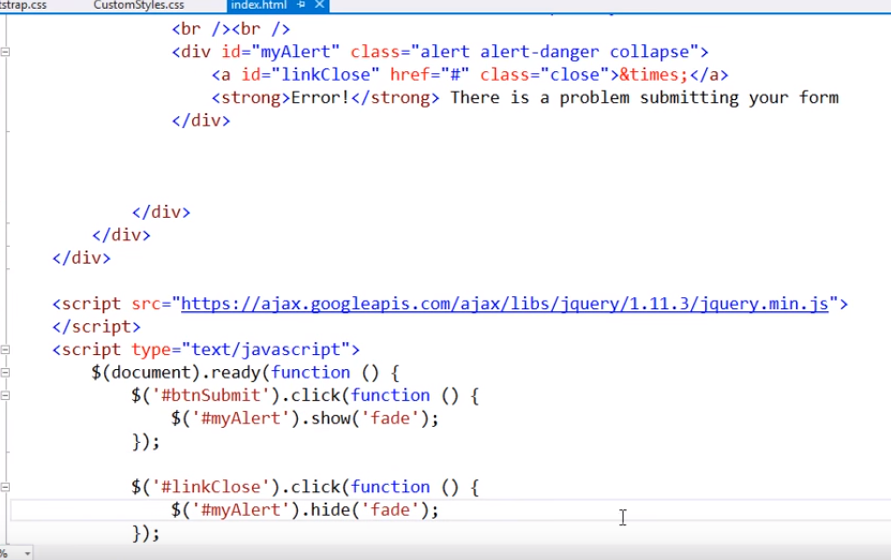 CustomStyles.css index.html
<br /><br />
<div id="myAlert" class="alert alert-danger collapse">
<a id="linkClose" href="#" class="close">&times;</a>
<strong>Error!</strong> There is a problem submitting your form
</div>
</div>
</div>
</div>
<script src="https://ajax.googleapis.com/ajax/libs/jquery/1.11.3/jquery.min.js">
</script>
<script type="text/javascript">
$(document).ready(function () {
$('#btnSubmit').click(function () {
$('#myAlert').show('fade');
});
$('#linkClose').click(function () {
$('#myAlert').hide('fade');
});
%